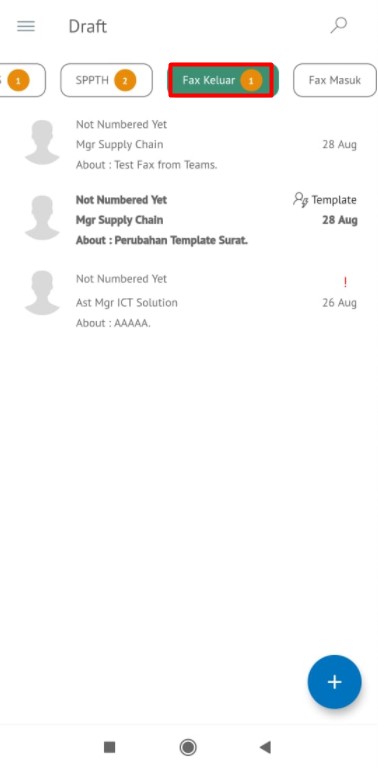 Draft
1
SPPTH 2
Fax Keluar 1
Fax Masuk
Not Numbered Yet
Mgr Supply Chain 28 Aug
About : Test Fax from Teams.
Not Numbered Yet Template
Mgr Supply Chain 28 Aug
About : Perubahan Template Surat.
Not Numbered Yet !
Ast Mgr ICT Solution 26 Aug
About : AAAAA.
+